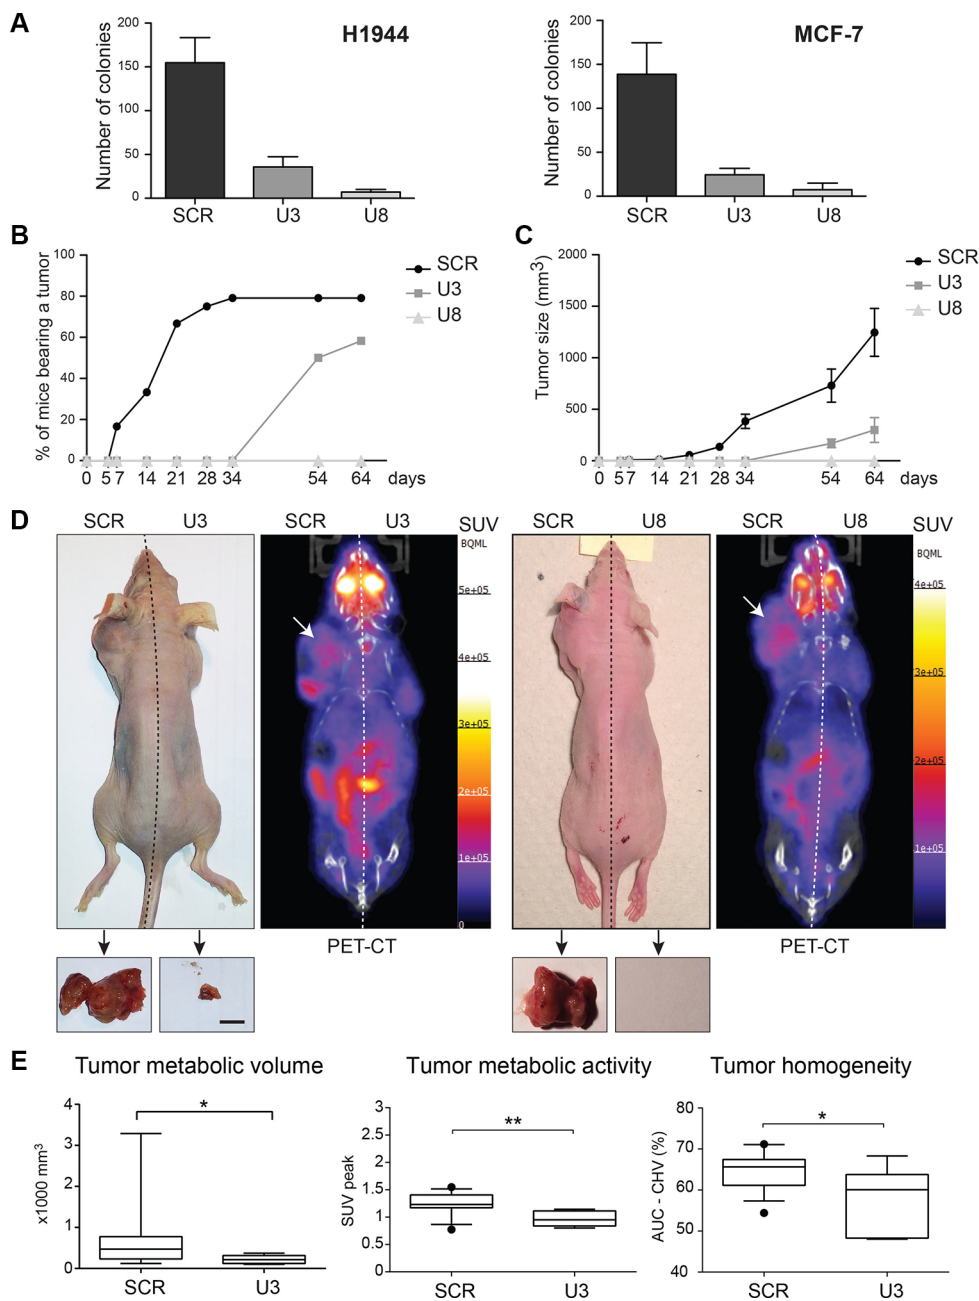 A
H1944
MCF-7
Number of colonies
200
150
100
50
0
SCR
U3
U8
Number of colonies
200
150
100
50
0
SCR
U3
U8
B
% of mice bearing a tumor
100
80
60
40
20
0
0 5 7 14 21 28 34 54 64 days
SCR
U3
U8
C
Tumor size (mm3)
2000
1500
1000
500
0
0 5 7 14 21 28 34 54 64 days
SCR
U3
U8
D
SCR U3
SCR U3 SUV
BQML
5e+05
4e+05
3e+05
2e+05
1e+05
0
PET-CT
SCR U8
SCR U8 SUV
BQML
4e+05
3e+05
2e+05
1e+05
PET-CT
E
Tumor metabolic volume
x1000 mm3
4
3
2
1
0
*
SCR U3
Tumor metabolic activity
SUV peak
3
2.5
2
1.5
1
0.5
0
**
SCR U3
Tumor homogeneity
AUC - CHV (%)
80
70
60
50
40
*
SCR U3